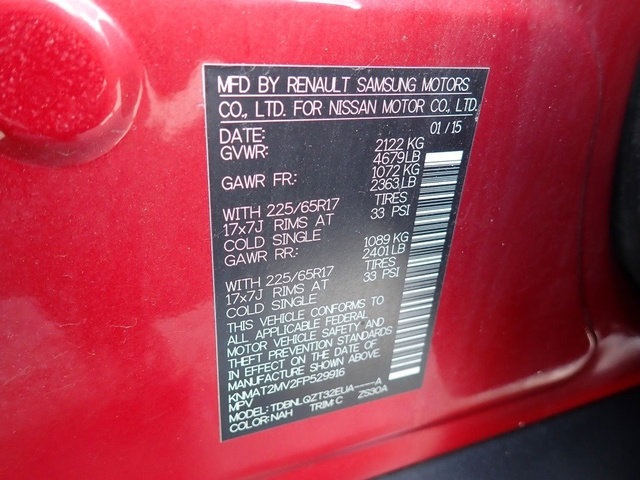 MFD BY RENAULT SAMSUNG MOTORS
CO., LTD. FOR NISSAN MOTOR CO., LTD.
DATE: 01/15
GVWR: 2122 KG
4679LB
GAWR FR: 1072 KG
2363LB
WITH 225/65R17 TIRES
17x7J RIMS AT 33 PSI
COLD SINGLE
GAWR RR: 1089 KG
2401LB
WITH 225/65R17 TIRES
17x7J RIMS AT 33 PSI
COLD SINGLE
THIS VEHICLE CONFORMS TO
ALL APPLICABLE FEDERAL
MOTOR VEHICLE SAFETY AND
THEFT PREVENTION STANDARDS
IN EFFECT ON THE DATE OF
MANUFACTURE SHOWN ABOVE.
KNMAT2MV2FP529916
MPV
MODEL: TDBNLQZT32EUA-----A
COLOR: NAH TRIM: C ZS30A